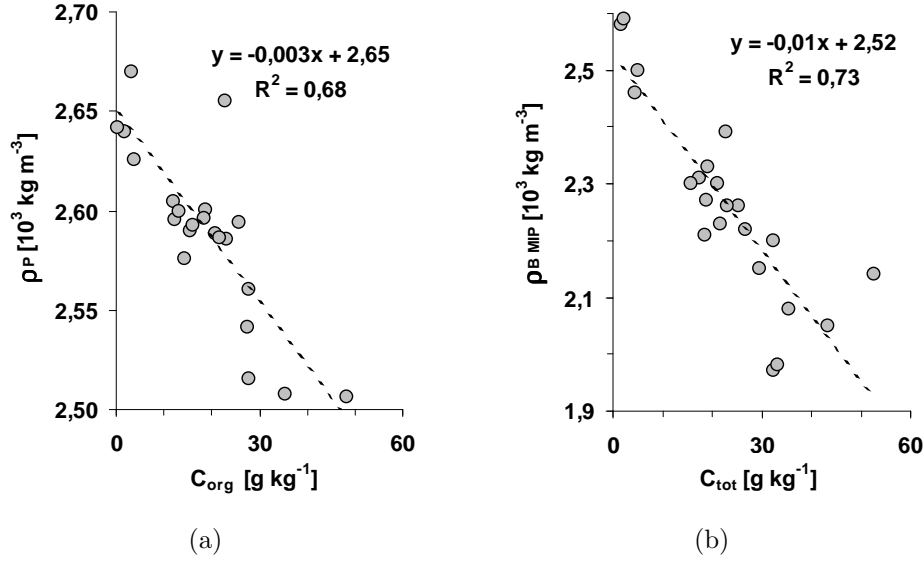 2,70
2,65
2,60
2,55
2,50
ρP [10³ kg m⁻³]
y = -0,003x + 2,65
R² = 0,68
0 30 60
Corg [g kg⁻¹]
(a)
2,5
2,3
2,1
1,9
ρB MIP [10³ kg m⁻³]
y = -0,01x + 2,52
R² = 0,73
0 30 60
Ctot [g kg⁻¹]
(b)